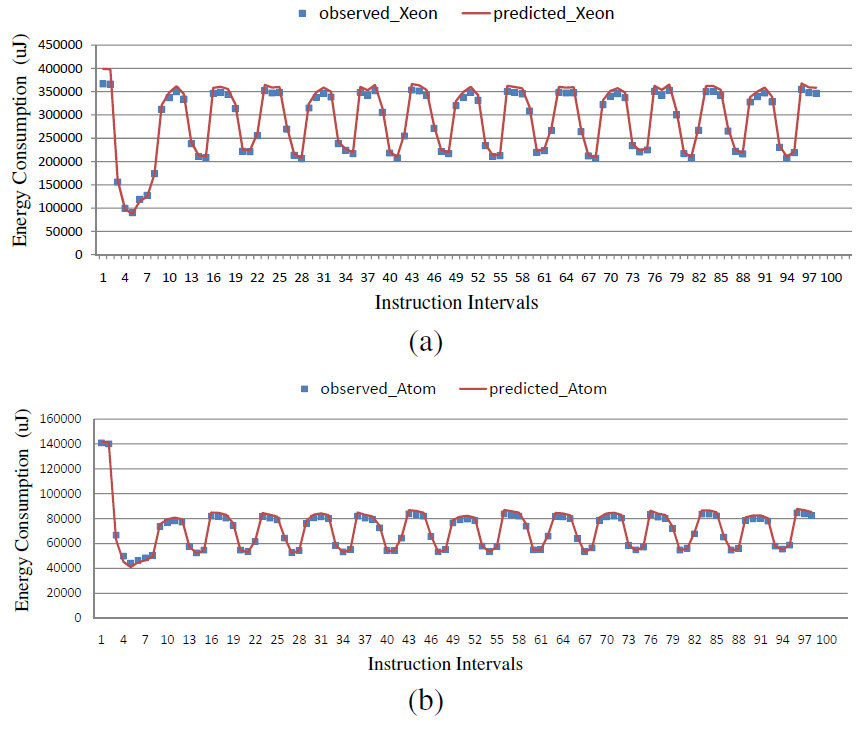 observed_Xeon predicted_Xeon
450000
400000
350000
300000
250000
200000
150000
100000
50000
0
Energy Consumption (uJ)
1 4 7 10 13 16 19 22 25 28 31 34 37 40 43 46 49 52 55 58 61 64 67 70 73 76 79 82 85 88 91 94 97 100
Instruction Intervals
(a)
observed_Atom predicted_Atom
160000
140000
120000
100000
80000
60000
40000
20000
0
Energy Consumption (uJ)
1 4 7 10 13 16 19 22 25 28 31 34 37 40 43 46 49 52 55 58 61 64 67 70 73 76 79 82 85 88 91 94 97 100
Instruction Intervals
(b)